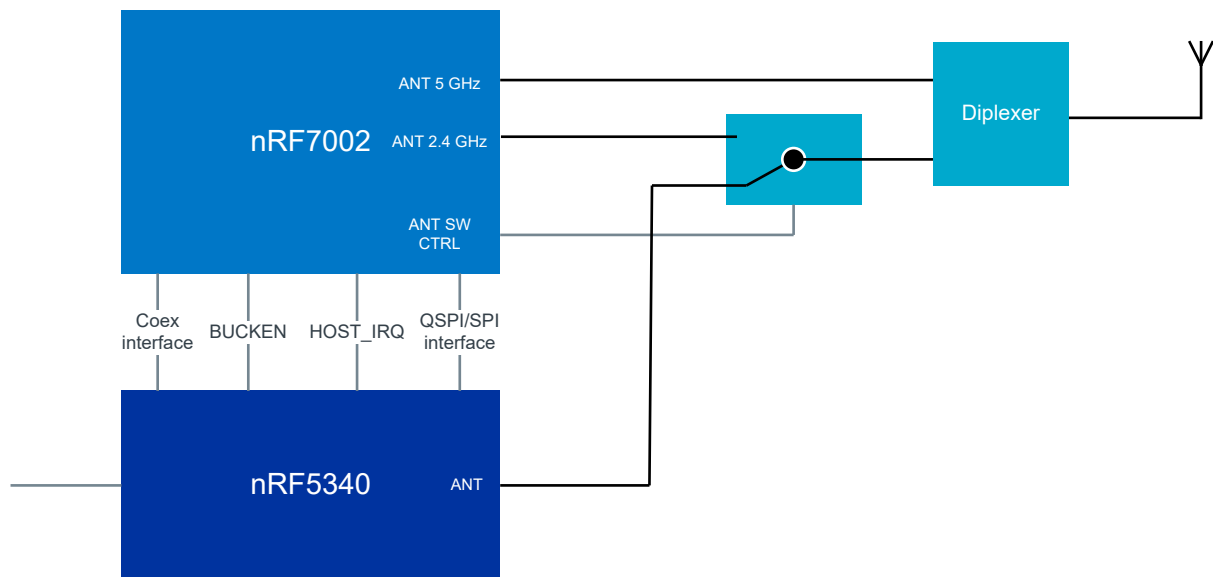 ANT 5 GHz
nRF7002
ANT 2.4 GHz
ANT SW
CTRL
Diplexer
Coex
interface
BUCKEN
HOST_IRQ
QSPI/SPI
interface
nRF5340
ANT